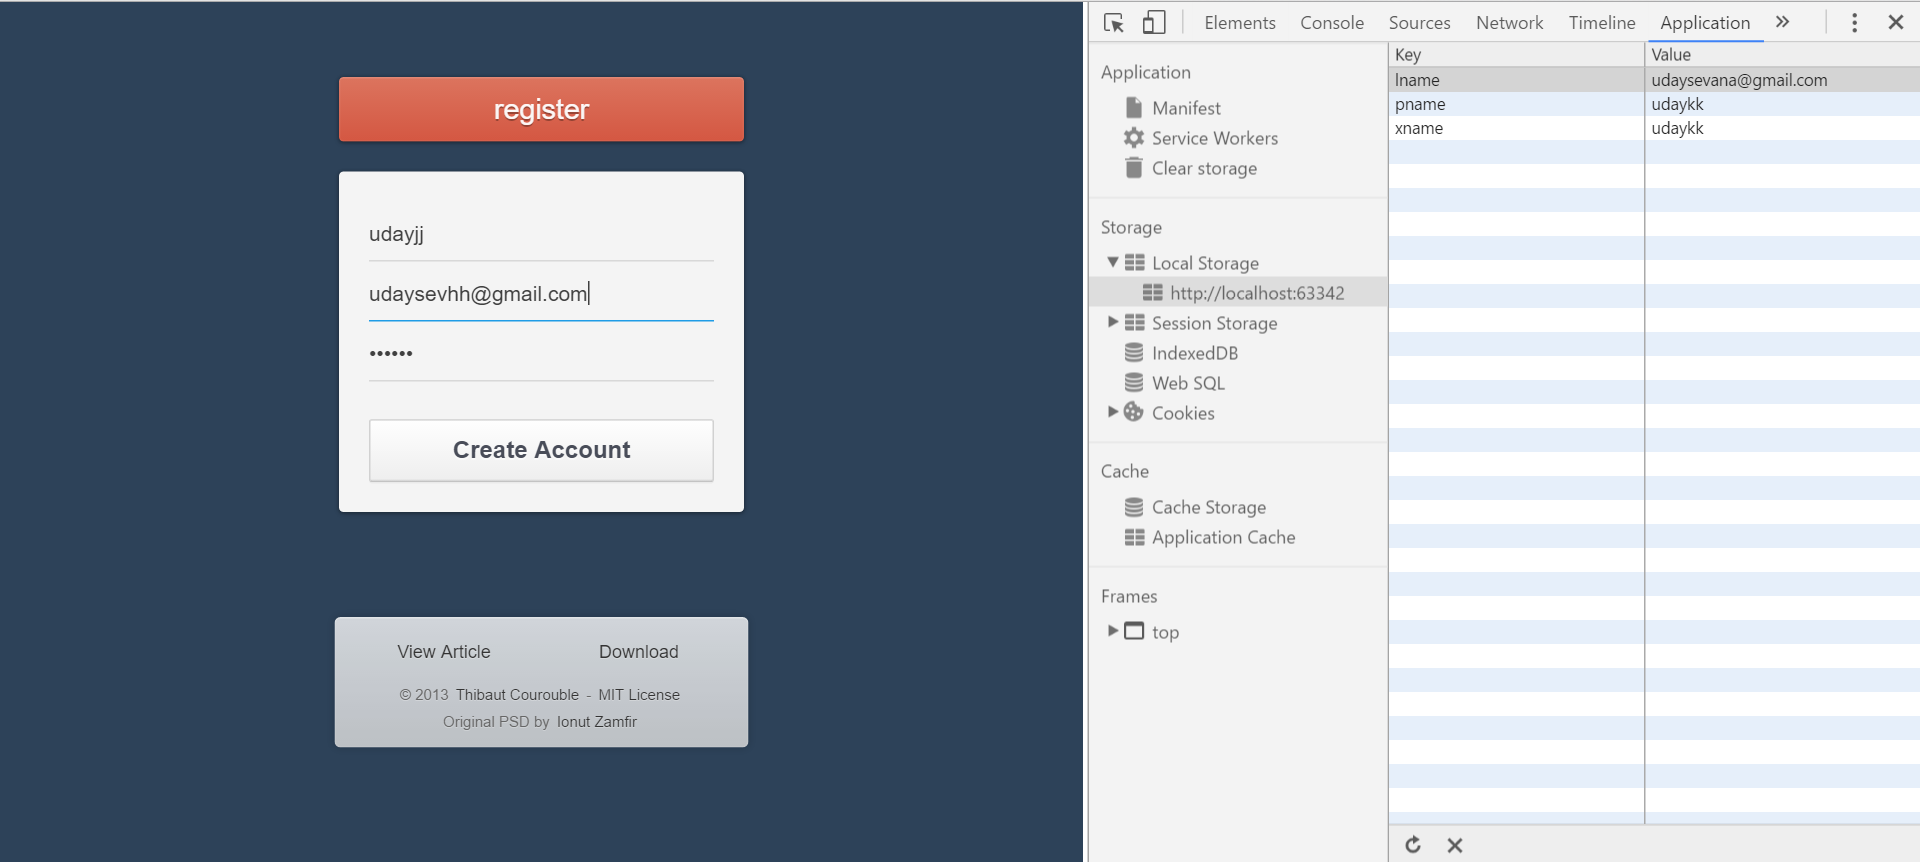 register
udayjj
udaysevhh@gmail.com
••••••
Create Account
View Article Download
© 2013 Thibaut Courouble - MIT License
Original PSD by Ionut Zamfir
Elements Console Sources Network Timeline Application »
Application
Manifest
Service Workers
Clear storage
Storage
Local Storage
http://localhost:63342
Session Storage
IndexedDB
Web SQL
Cookies
Cache
Cache Storage
Application Cache
Frames
top
Key Value
lname udaysevana@gmail.com
pname udaykk
xname udaykk